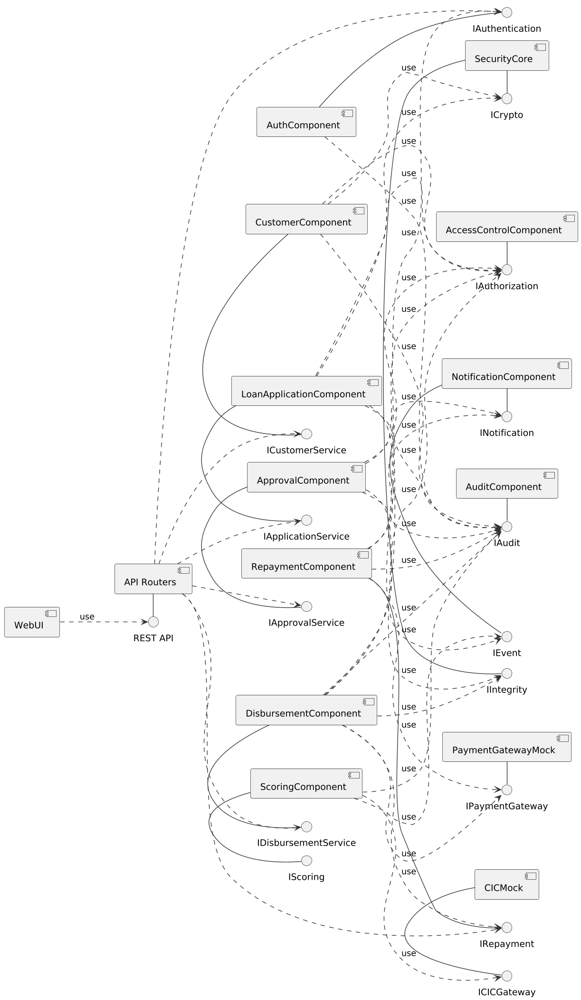 IAuthentication
SecurityCore
use
ICrypto
use
AuthComponent
use
use
use
CustomerComponent
AccessControlComponent
use
use
IAuthorization
use
use
NotificationComponent
LoanApplicationComponent
use
use
INotification
ICustomerService
use
ApprovalComponent
AuditComponent
use
use
IApplicationService
IAudit
use
RepaymentComponent
API Routers
use
WebUI
use
REST API
IApprovalService
use
IEvent
use
IIntegrity
use
DisbursementComponent
use
PaymentGatewayMock
use
ScoringComponent
IPaymentGateway
use
IDisbursementService
use
use
IScoring
CICMock
IRepayment
use
ICICGateway